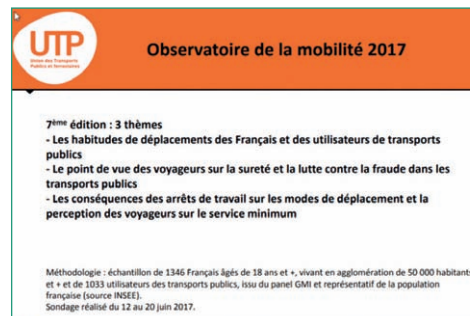 UTP
Union des Transports
Publics et ferroviaires
Observatoire de la mobilité 2017
7ème édition : 3 thèmes
- Les habitudes de déplacements des Français et des utilisateurs de transports
publics
- Le point de vue des voyageurs sur la sureté et la lutte contre la fraude dans les
transports publics
- Les conséquences des arrêts de travail sur les modes de déplacement et la
perception des voyageurs sur le service minimum
Méthodologie : échantillon de 1346 Français âgés de 18 ans et +, vivant en agglomération de 50 000 habitants
et + et de 1033 utilisateurs des transports publics, issu du panel GMI et représentatif de la population
française (source INSEE).
Sondage réalisé du 12 au 20 juin 2017.